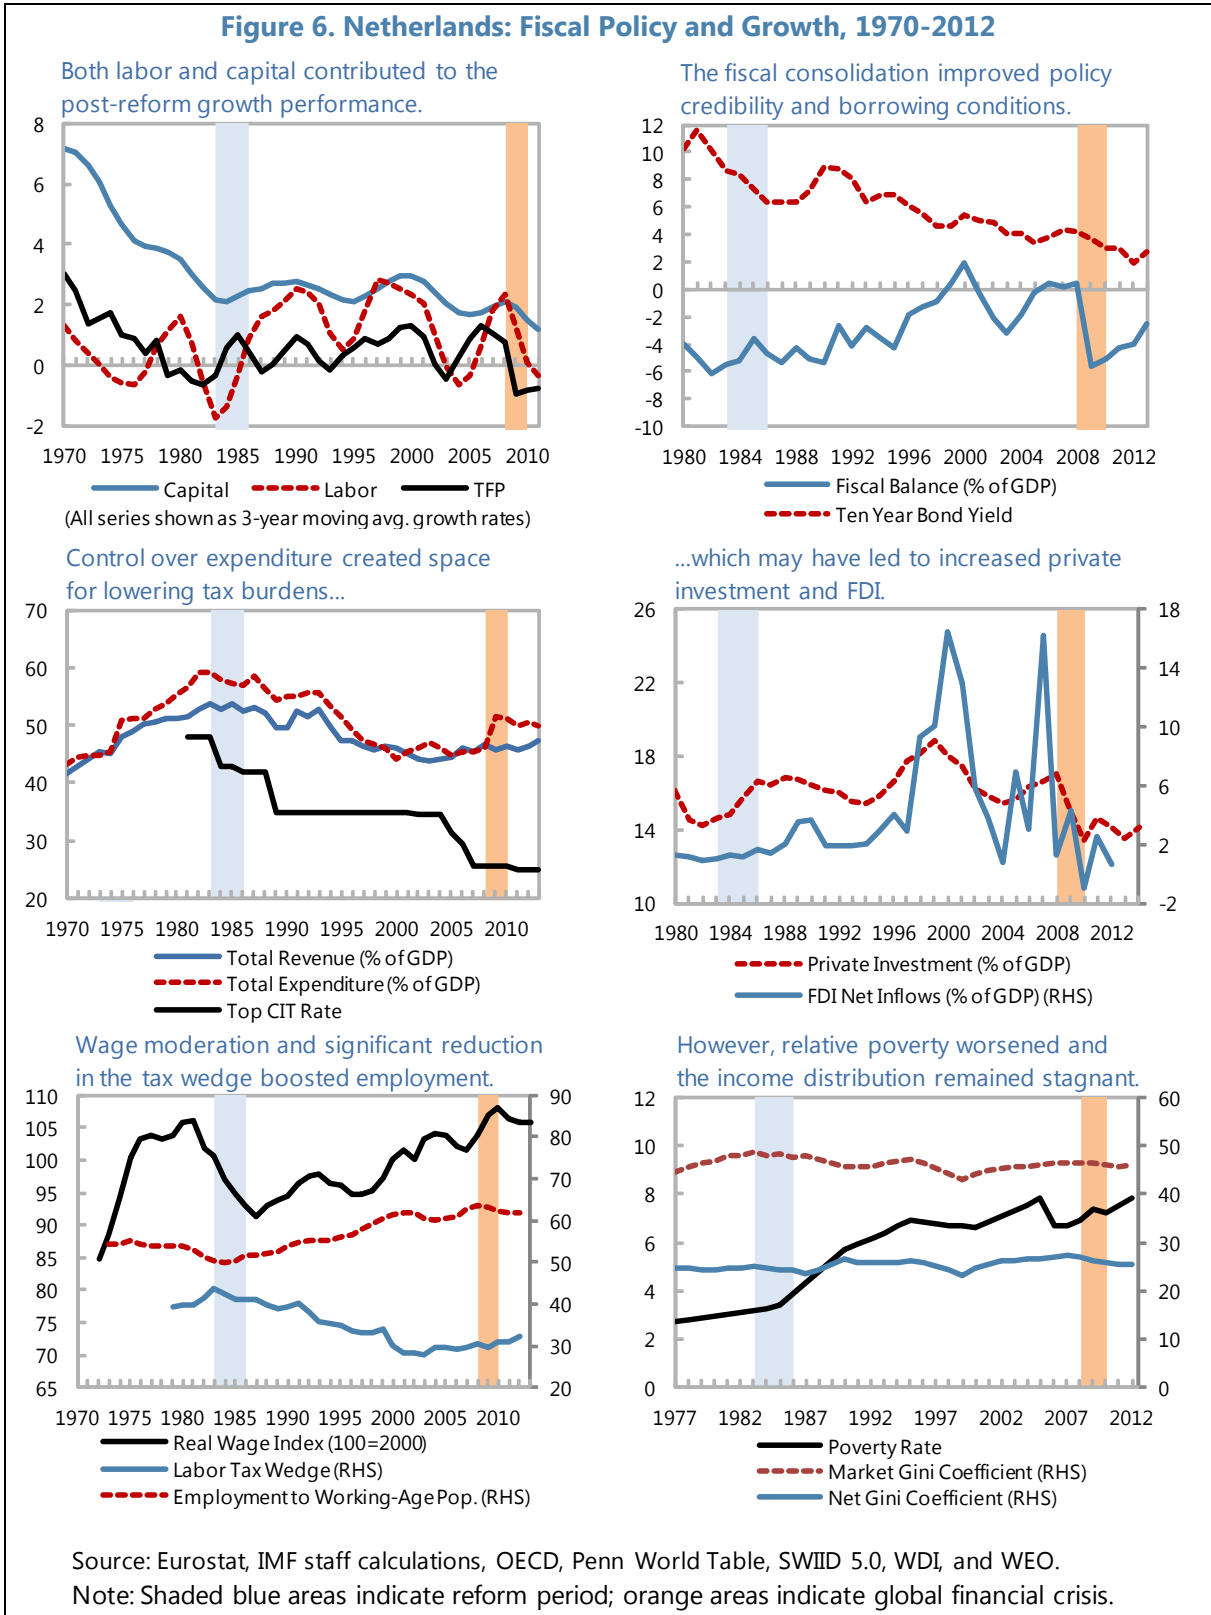 Figure 6. Netherlands: Fiscal Policy and Growth, 1970-2012
Both labor and capital contributed to the
post-reform growth performance.
8
6
4
2
0
-2
1970 1975 1980 1985 1990 1995 2000 2005 2010
Capital Labor TFP
(All series shown as 3-year moving avg. growth rates)
The fiscal consolidation improved policy
credibility and borrowing conditions.
12
10
8
6
4
2
0
-2
-4
-6
-8
-10
1980 1984 1988 1992 1996 2000 2004 2008 2012
Fiscal Balance (% of GDP)
Ten Year Bond Yield
Control over expenditure created space
for lowering tax burdens...
70
60
50
40
30
20
1970 1975 1980 1985 1990 1995 2000 2005 2010
Total Revenue (% of GDP)
Total Expenditure (% of GDP)
Top CIT Rate
...which may have led to increased private
investment and FDI.
26
22
18
14
10
18
14
10
6
2
-2
1980 1984 1988 1992 1996 2000 2004 2008 2012
Private Investment (% of GDP)
FDI Net Inflows (% of GDP) (RHS)
Wage moderation and significant reduction
in the tax wedge boosted employment.
110
105
100
95
90
85
80
75
70
65
90
80
70
60
50
40
30
20
1970 1975 1980 1985 1990 1995 2000 2005 2010
Real Wage Index (100=2000)
Labor Tax Wedge (RHS)
Employment to Working-Age Pop. (RHS)
However, relative poverty worsened and
the income distribution remained stagnant.
12
10
8
6
4
2
0
60
50
40
30
20
10
0
1977 1982 1987 1992 1997 2002 2007 2012
Poverty Rate
Market Gini Coefficient (RHS)
Net Gini Coefficient (RHS)
Source: Eurostat, IMF staff calculations, OECD, Penn World Table, SWIID 5.0, WDI, and WEO.
Note: Shaded blue areas indicate reform period; orange areas indicate global financial crisis.